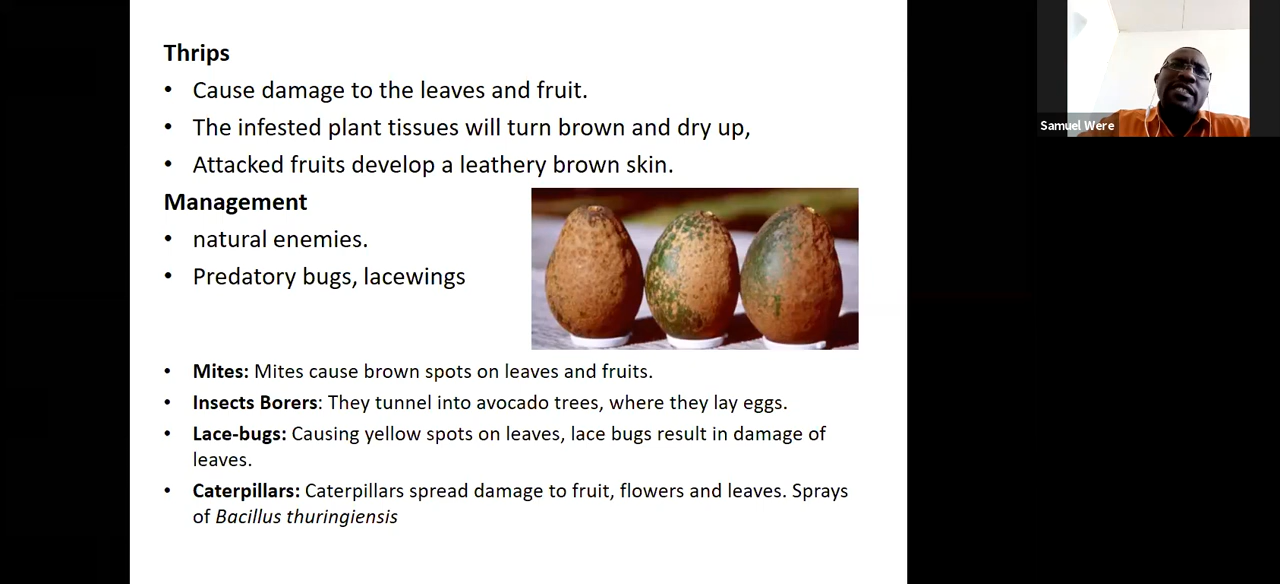 Thrips
• Cause damage to the leaves and fruit.
• The infested plant tissues will turn brown and dry up,
• Attacked fruits develop a leathery brown skin.
Management
• natural enemies.
• Predatory bugs, lacewings
• Mites: Mites cause brown spots on leaves and fruits.
• Insects Borers: They tunnel into avocado trees, where they lay eggs.
• Lace-bugs: Causing yellow spots on leaves, lace bugs result in damage of
leaves.
• Caterpillars: Caterpillars spread damage to fruit, flowers and leaves. Sprays
of Bacillus thuringiensis
Samuel Were